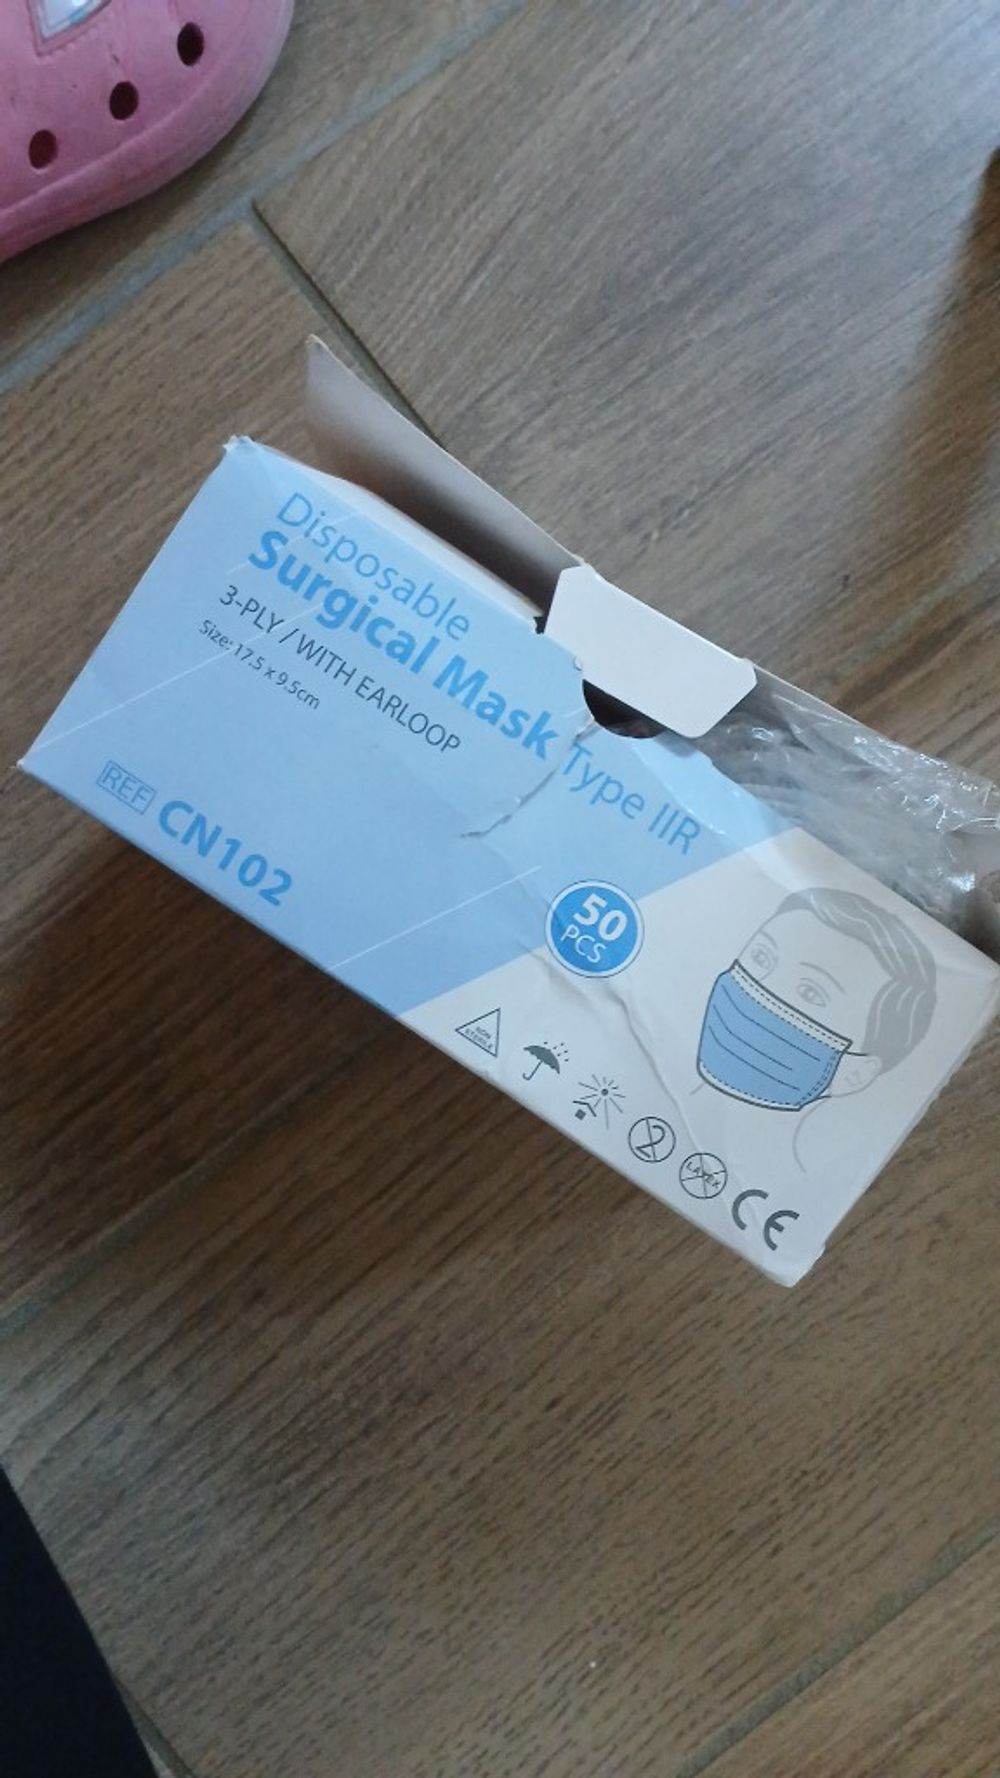 Disposable
Surgical Mask Type IIR
3-PLY / WITH EARLOOP
Size: 17.5 x 9.5cm
REF CN102
50
PCS
NON
STERILE
2
LATEX
CE